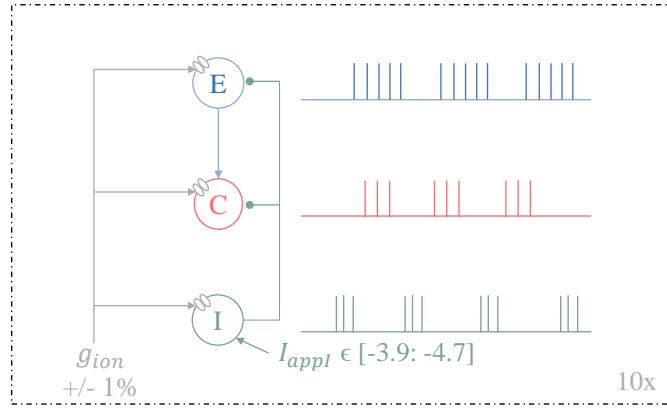 E
C
I
I_appI ϵ [-3.9: -4.7]
g_ion
+/- 1%
10x